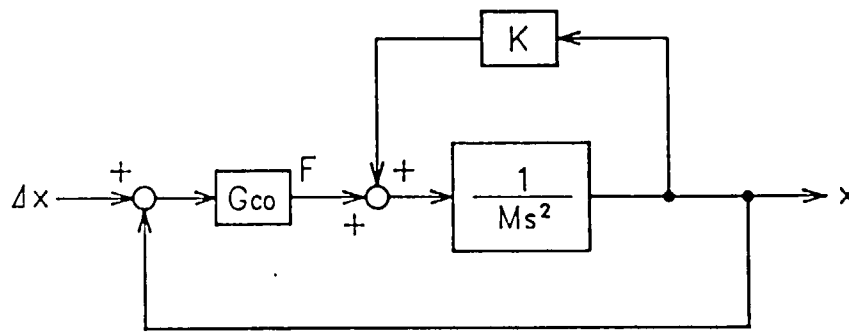 K
Δx
+
Gco
F
+
+
1
Ms²
x